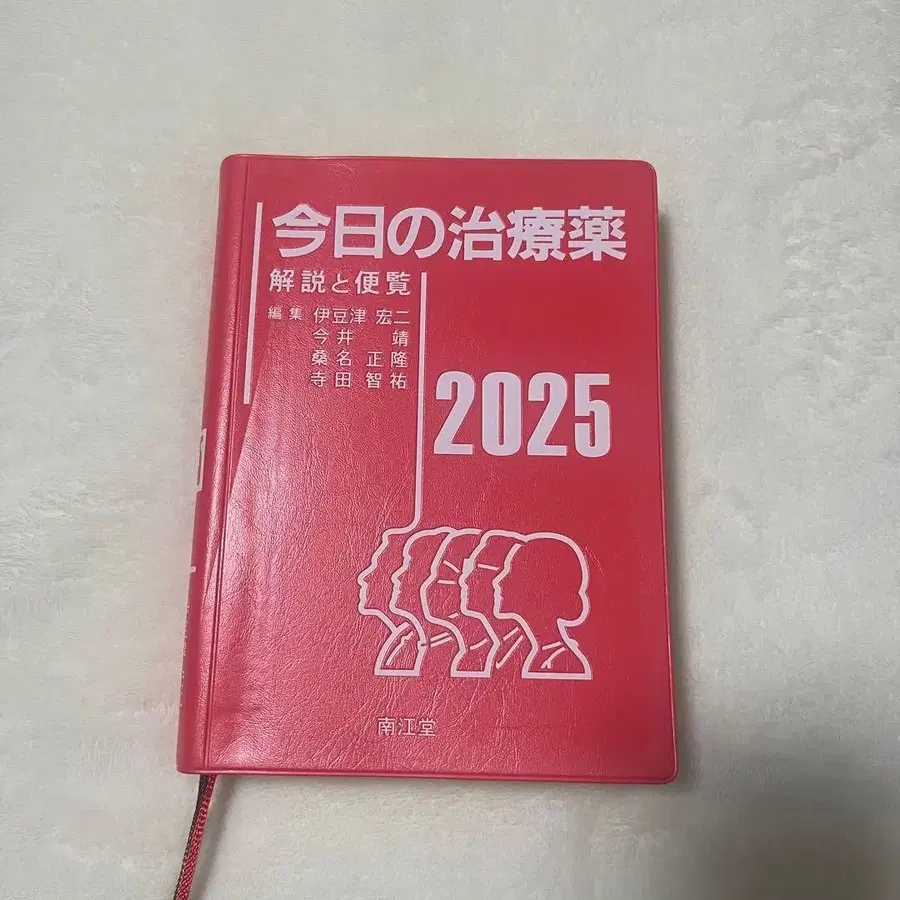 今日の治療薬
解説と便覧
編集 伊豆津 宏二
今井 靖
桑名 正隆
寺田 智祐
2025
南江堂